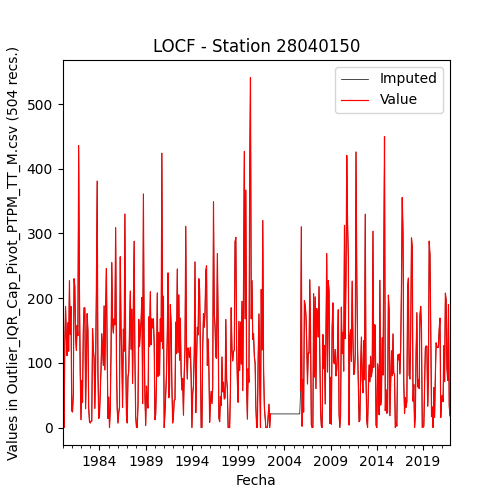 LOCF - Station 28040150
Values in Outlier_IQR_Cap_Pivot_PTPM_TT_M.csv (504 recs.)
Imputed
Value
500
400
300
200
100
0
1984 1989 1994 1999 2004 2009 2014 2019
Fecha